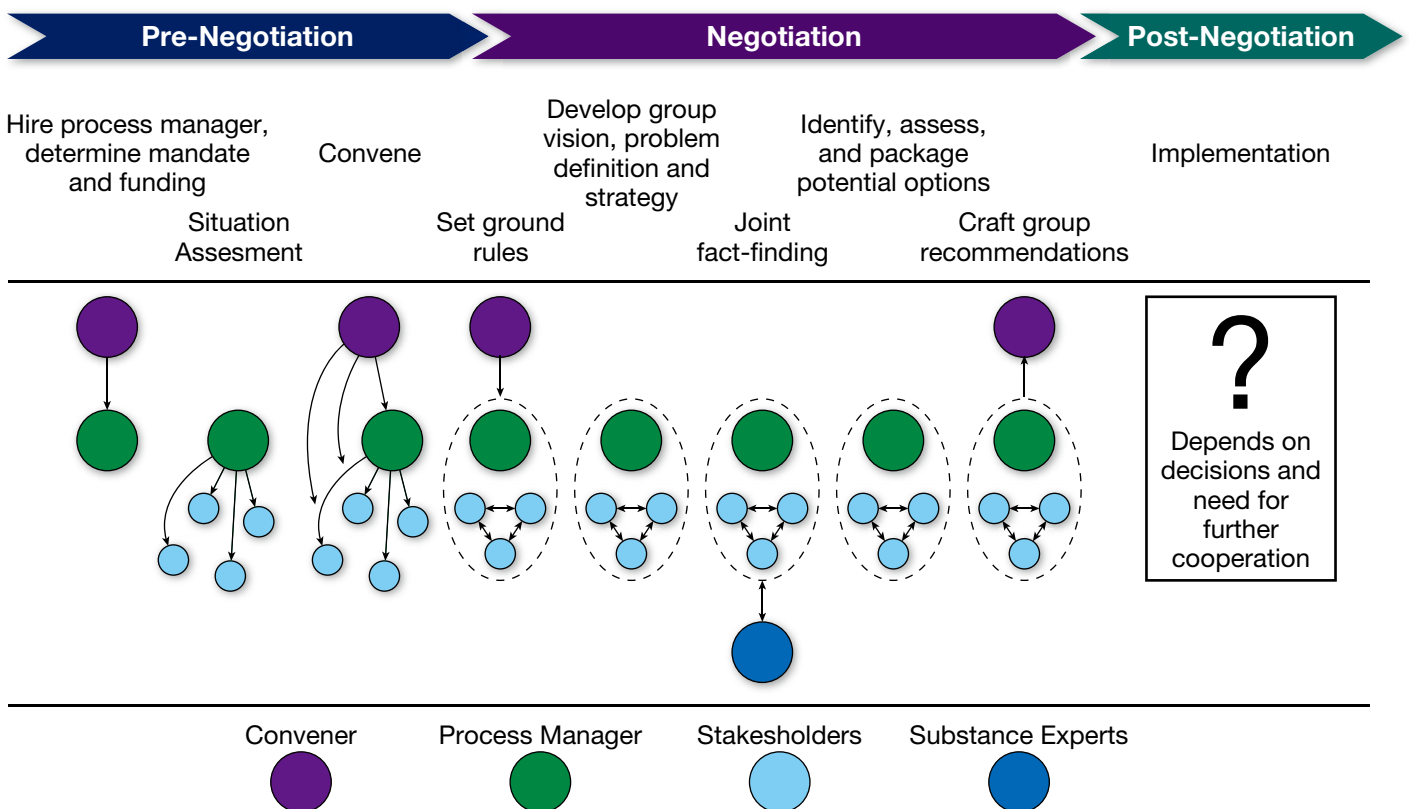 Pre-Negotiation
Negotiation
Post-Negotiation
Hire process manager,
determine mandate
and funding
Situation
Assesment
Convene
Set ground
rules
Develop group
vision, problem
definition and
strategy
Joint
fact-finding
Identify, assess,
and package
potential options
Craft group
recommendations
Implementation
?
Depends on
decisions and
need for
further
cooperation
Convener
Process Manager
Stakesholders
Substance Experts